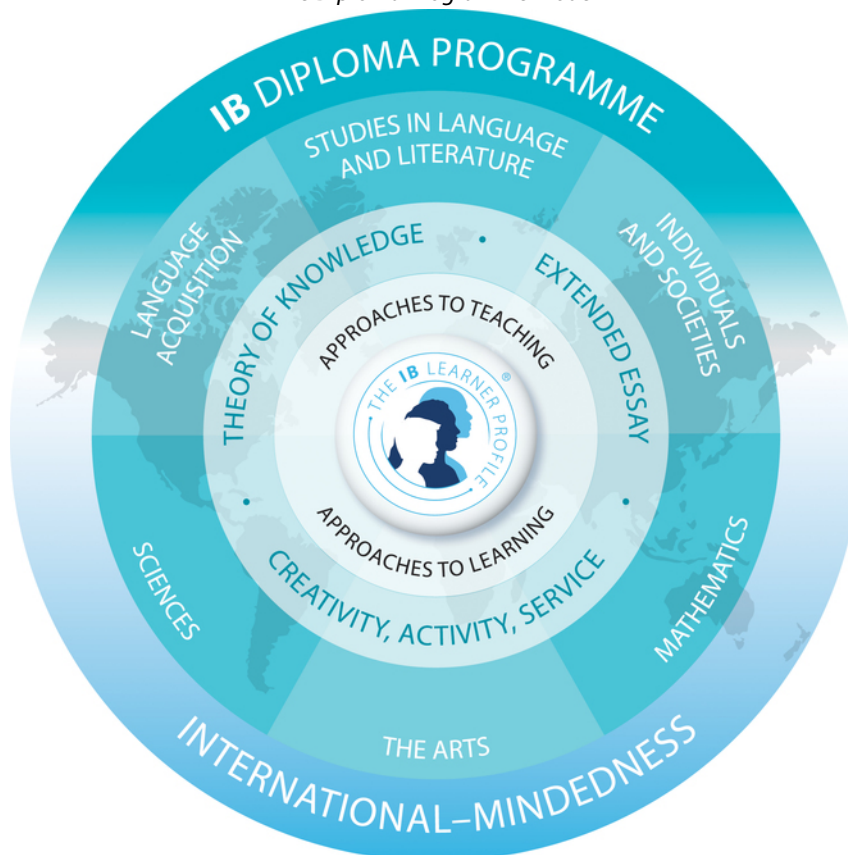 IB DIPLOMA PROGRAMME
STUDIES IN LANGUAGE
AND LITERATURE
LANGUAGE
ACQUISITION
INDIVIDUALS
AND SOCIETIES
THEORY OF KNOWLEDGE
•
EXTENDED ESSAY
•
APPROACHES TO TEACHING
THE IB LEARNER PROFILE®
APPROACHES TO LEARNING
•
CREATIVITY, ACTIVITY, SERVICE
SCIENCES
MATHEMATICS
THE ARTS
INTERNATIONAL–MINDEDNESS